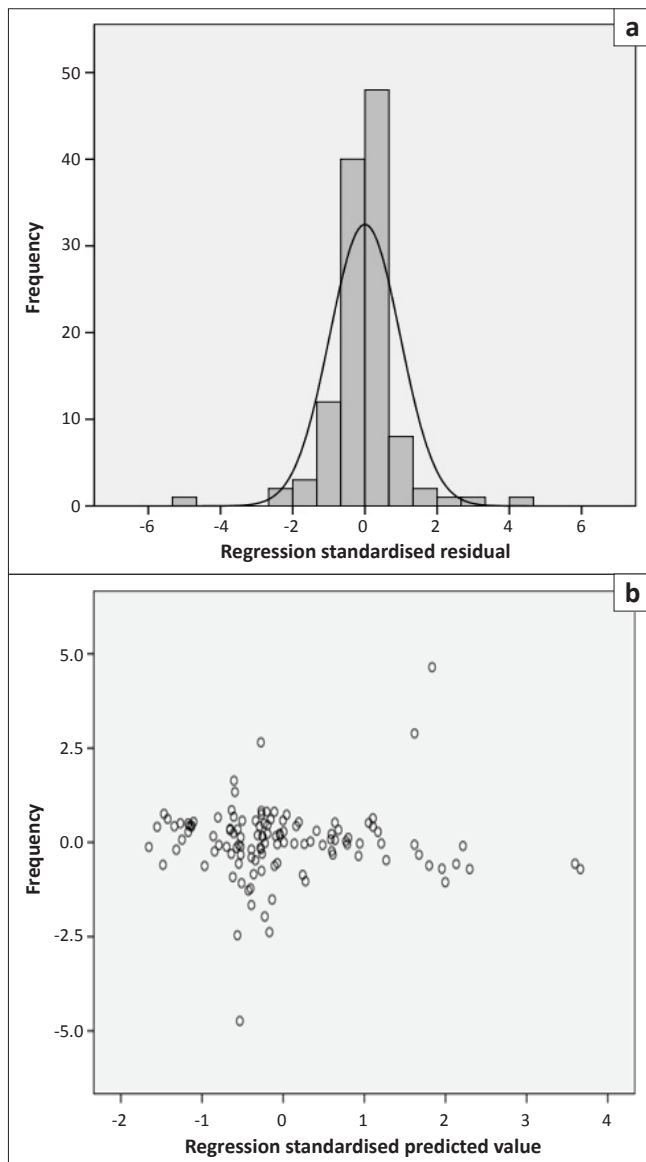 a
50
40
30
20
10
0
Frequency
-6 -4 -2 0 2 4 6
Regression standardised residual
b
5.0
2.5
0.0
-2.5
-5.0
Frequency
-2 -1 0 1 2 3 4
Regression standardised predicted value